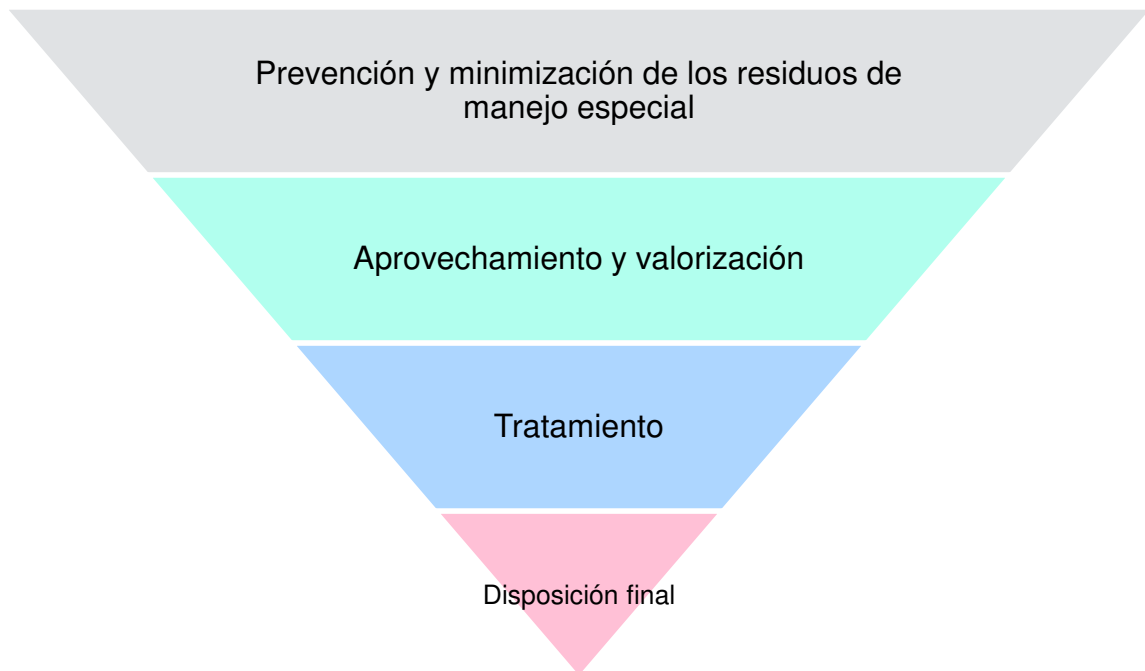 Prevención y minimización de los residuos de
manejo especial
Aprovechamiento y valorización
Tratamiento
Disposición final